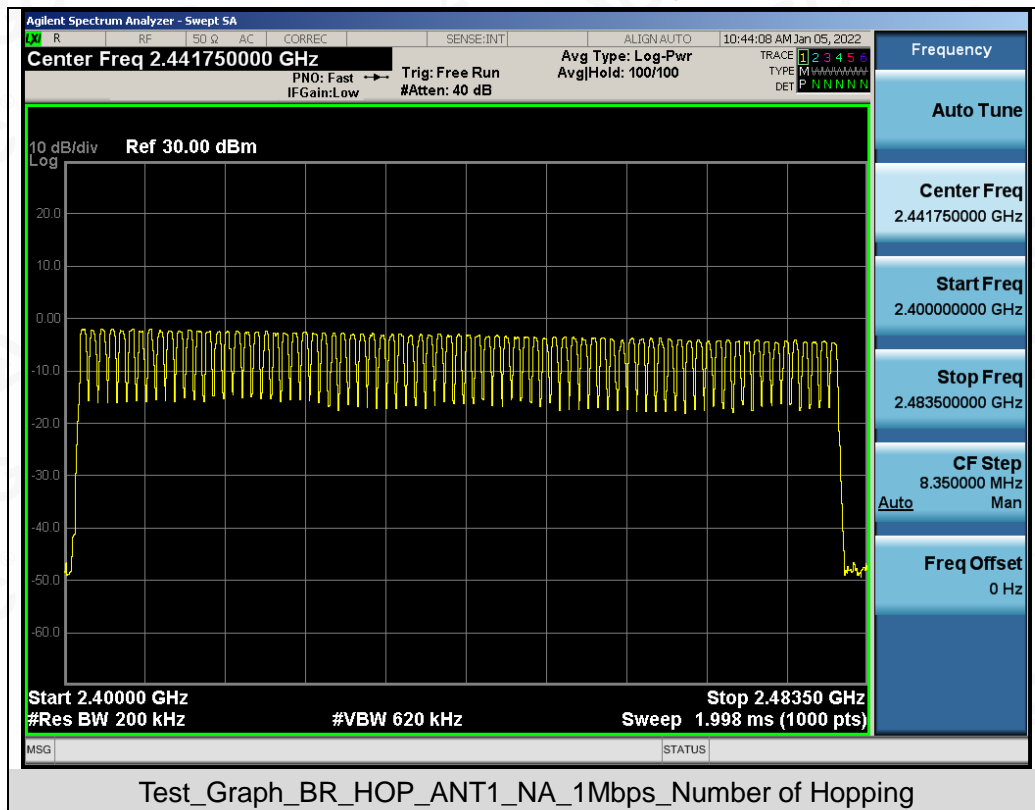 Agilent Spectrum Analyzer - Swept SA
LXI R RF 50 Ω AC CORREC SENSE:INT ALIGN AUTO 10:44:08 AM Jan 05, 2022
Center Freq 2.441750000 GHz
PNO: Fast
IFGain:Low
Trig: Free Run
#Atten: 40 dB
Avg Type: Log-Pwr
Avg|Hold: 100/100
TRACE 1 2 3 4 5 6
TYPE M WWWWW
DET P N N N N N
10 dB/div Ref 30.00 dBm
Log
20.0
10.0
0.00
-10.0
-20.0
-30.0
-40.0
-50.0
-60.0
Start 2.40000 GHz Stop 2.48350 GHz
#Res BW 200 kHz #VBW 620 kHz Sweep 1.998 ms (1000 pts)
MSG STATUS
Frequency
Auto Tune
Center Freq
2.441750000 GHz
Start Freq
2.400000000 GHz
Stop Freq
2.483500000 GHz
CF Step
8.350000 MHz
Auto Man
Freq Offset
0 Hz
Test_Graph_BR_HOP_ANT1_NA_1Mbps_Number of Hopping